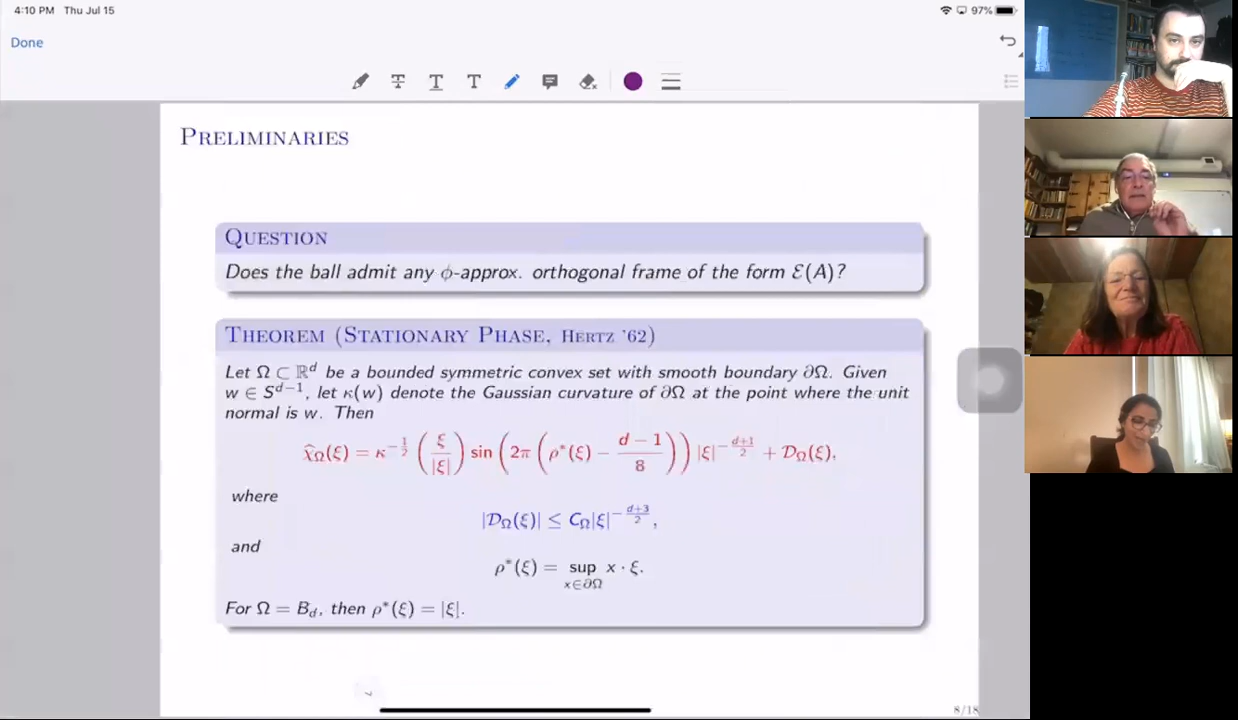 4:10 PM Thu Jul 15
97%
Done
T T T
PRELIMINARIES
QUESTION
Does the ball admit any ϕ-approx. orthogonal frame of the form ℰ(A)?
THEOREM (STATIONARY PHASE, HERTZ '62)
Let Ω ⊂ ℝ^d be a bounded symmetric convex set with smooth boundary ∂Ω. Given
w ∈ S^{d−1}, let κ(w) denote the Gaussian curvature of ∂Ω at the point where the unit
normal is w. Then
χ̂_Ω(ξ) = κ^{−1/2} (ξ/|ξ|) sin (2π (ρ*(ξ) − (d − 1)/8)) |ξ|^{−(d+1)/2} + 𝒟_Ω(ξ),
where
|𝒟_Ω(ξ)| ≤ C_Ω|ξ|^{−(d+3)/2},
and
ρ*(ξ) = sup_{x∈∂Ω} x · ξ.
For Ω = B_d, then ρ*(ξ) = |ξ|.
8/18